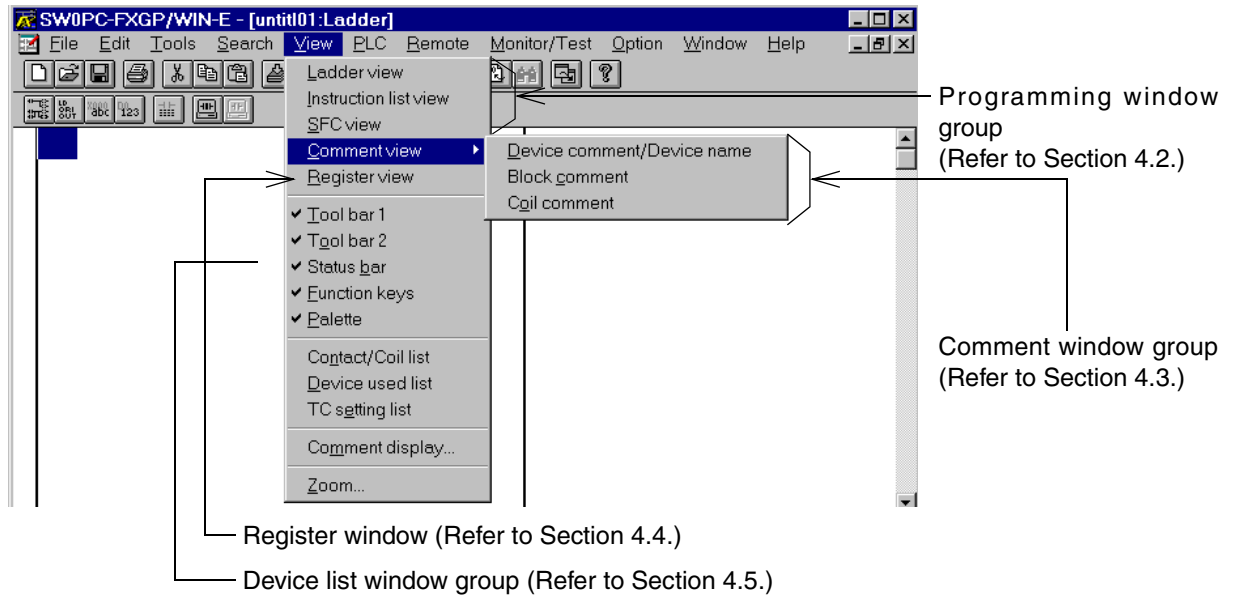 SW0PC-FXGP/WIN-E - [untitl01:Ladder]
File Edit Tools Search View PLC Remote Monitor/Test Option Window Help
Ladder view
Instruction list view
SFC view
Comment view
Register view
Tool bar 1
Tool bar 2
Status bar
Function keys
Palette
Contact/Coil list
Device used list
TC setting list
Comment display...
Zoom...
Device comment/Device name
Block comment
Coil comment
Programming window
group
(Refer to Section 4.2.)
Comment window group
(Refer to Section 4.3.)
Register window (Refer to Section 4.4.)
Device list window group (Refer to Section 4.5.)